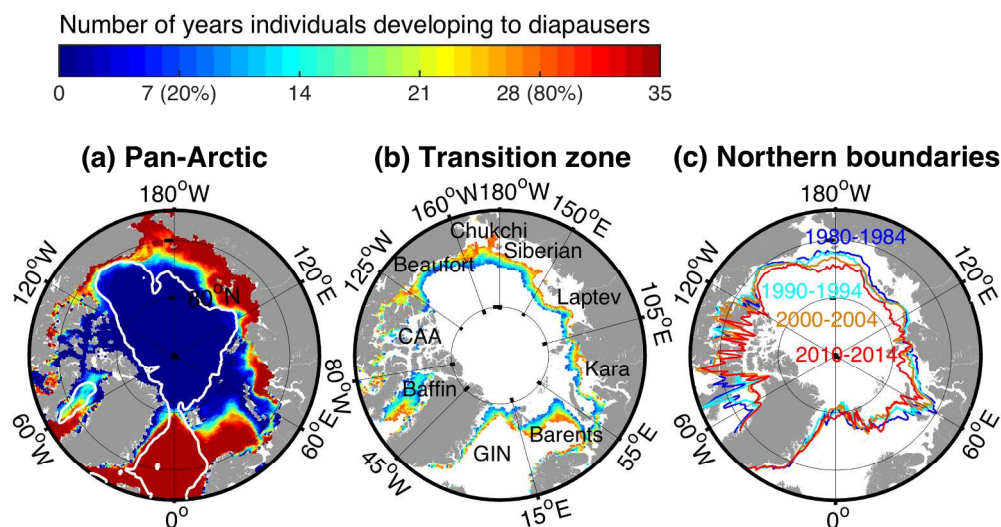 Number of years individuals developing to diapausers
0 7 (20%) 14 21 28 (80%) 35
(a) Pan-Arctic
180°W
120°W
120°E
80°N
60°W
60°E
0°
(b) Transition zone
180°W
160°W
150°E
Chukchi
Siberian
125°W
Beaufort
Laptev
105°E
CAA
Kara
80°W
Baffin
Barents
55°E
GIN
45°W
15°E
(c) Northern boundaries
180°W
1980-1984
120°W
120°E
1990-1994
2000-2004
2010-2014
60°W
60°E
0°